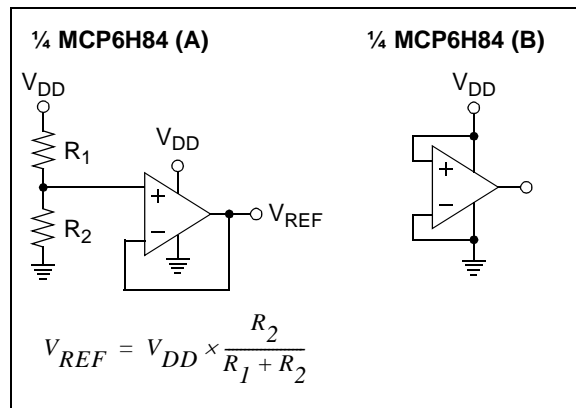 ¼ MCP6H84 (A)
¼ MCP6H84 (B)
VDD
R1
R2
VDD
+
−
VREF
VDD
+
−
VREF = VDD × R2 / R1 + R2